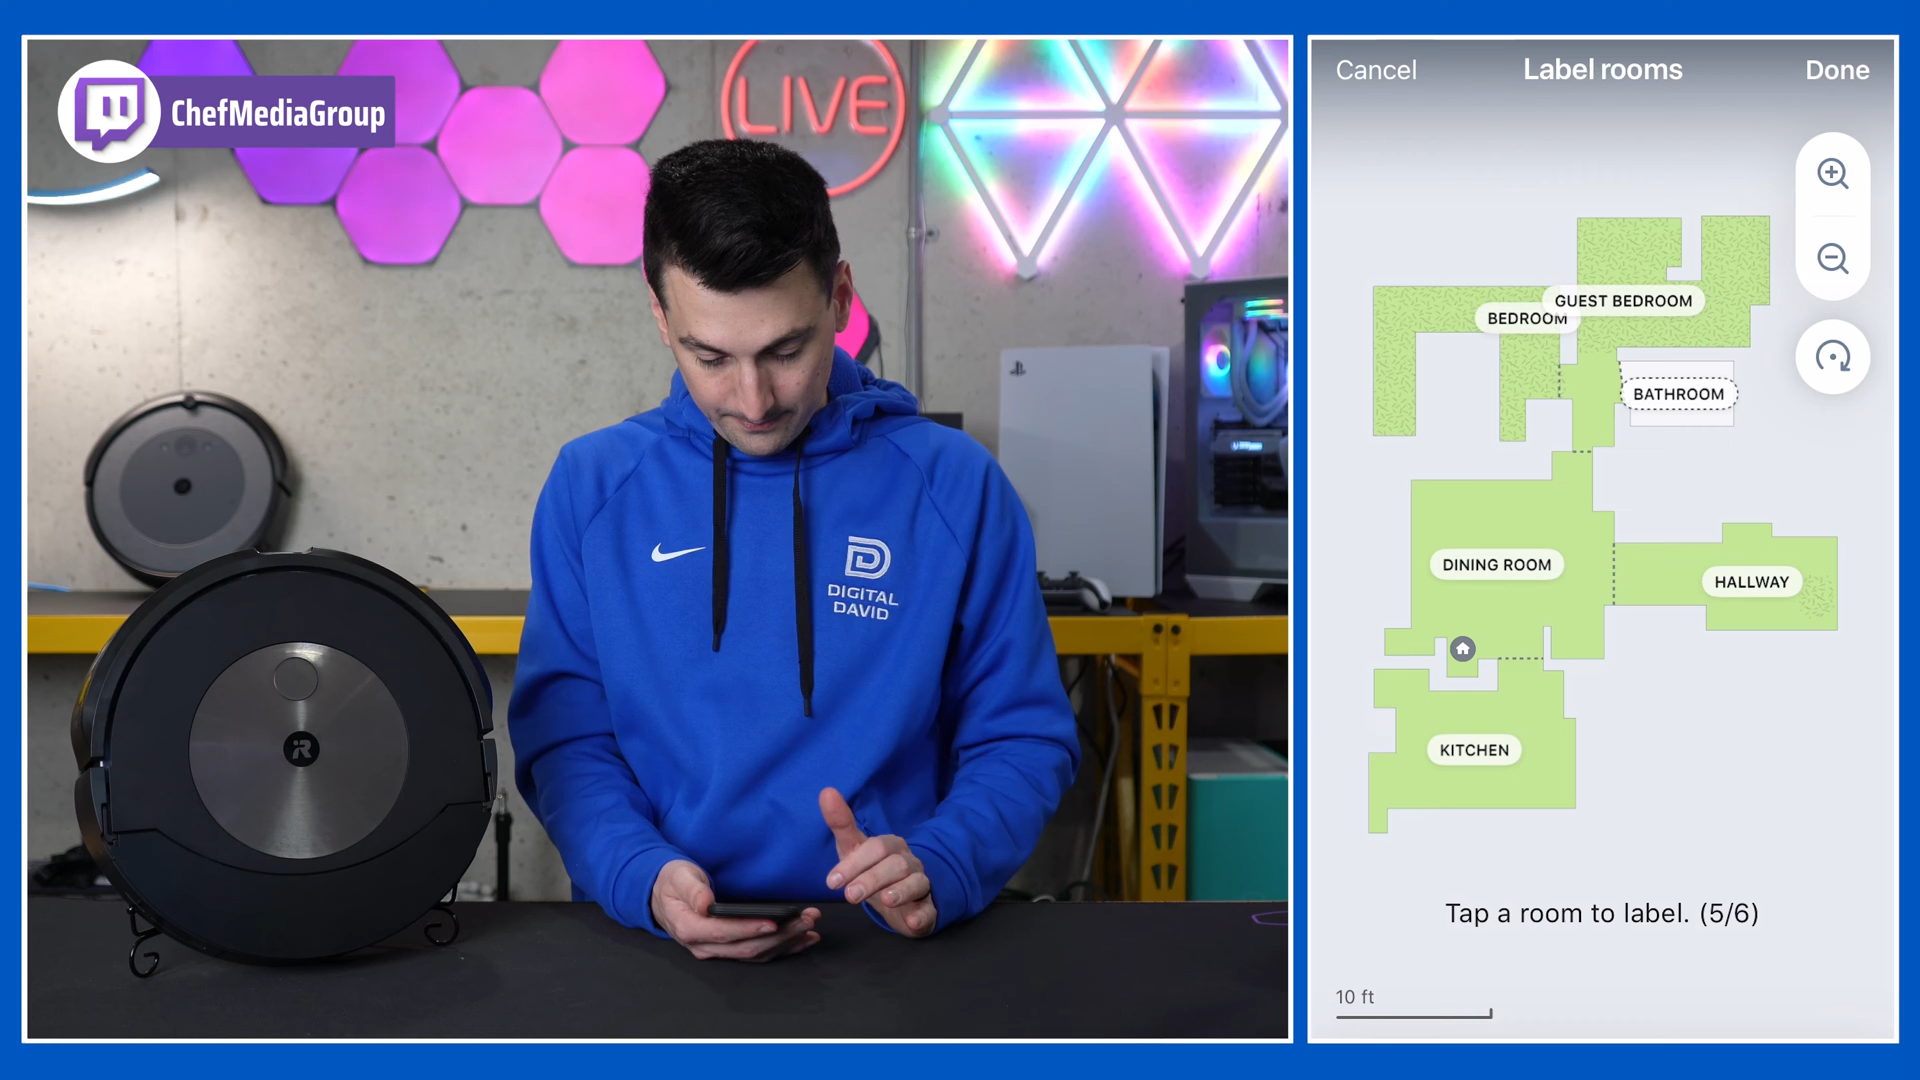 ChefMediaGroup
LIVE
DIGITAL
DAVID
iR
Cancel
Label rooms
Done
GUEST BEDROOM
BEDROOM
BATHROOM
DINING ROOM
HALLWAY
KITCHEN
Tap a room to label. (5/6)
10 ft